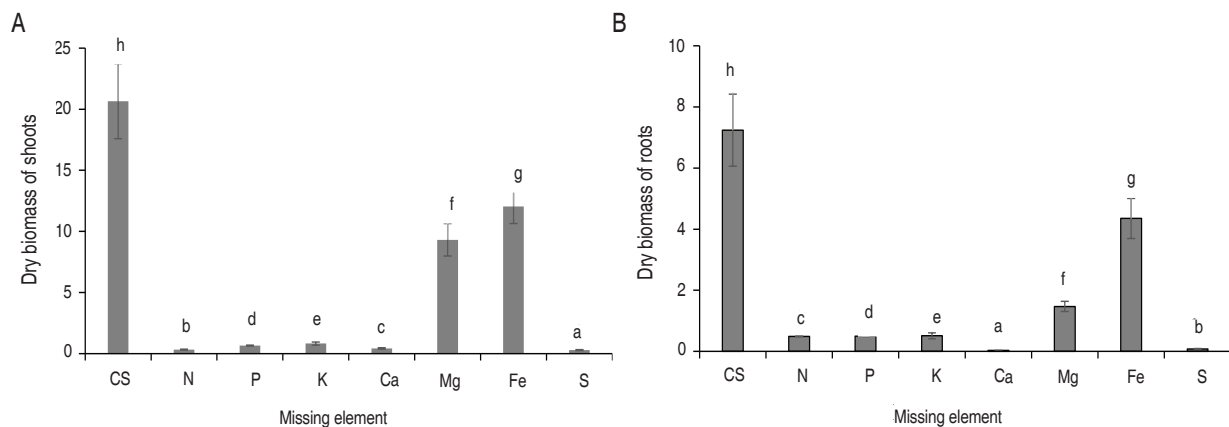 A
Dry biomass of shoots
25
20
15
10
5
0
h
b
d
e
c
f
g
a
CS N P K Ca Mg Fe S
Missing element
B
Dry biomass of roots
10
8
6
4
2
0
h
c
d
e
a
f
g
b
CS N P K Ca Mg Fe S
Missing element